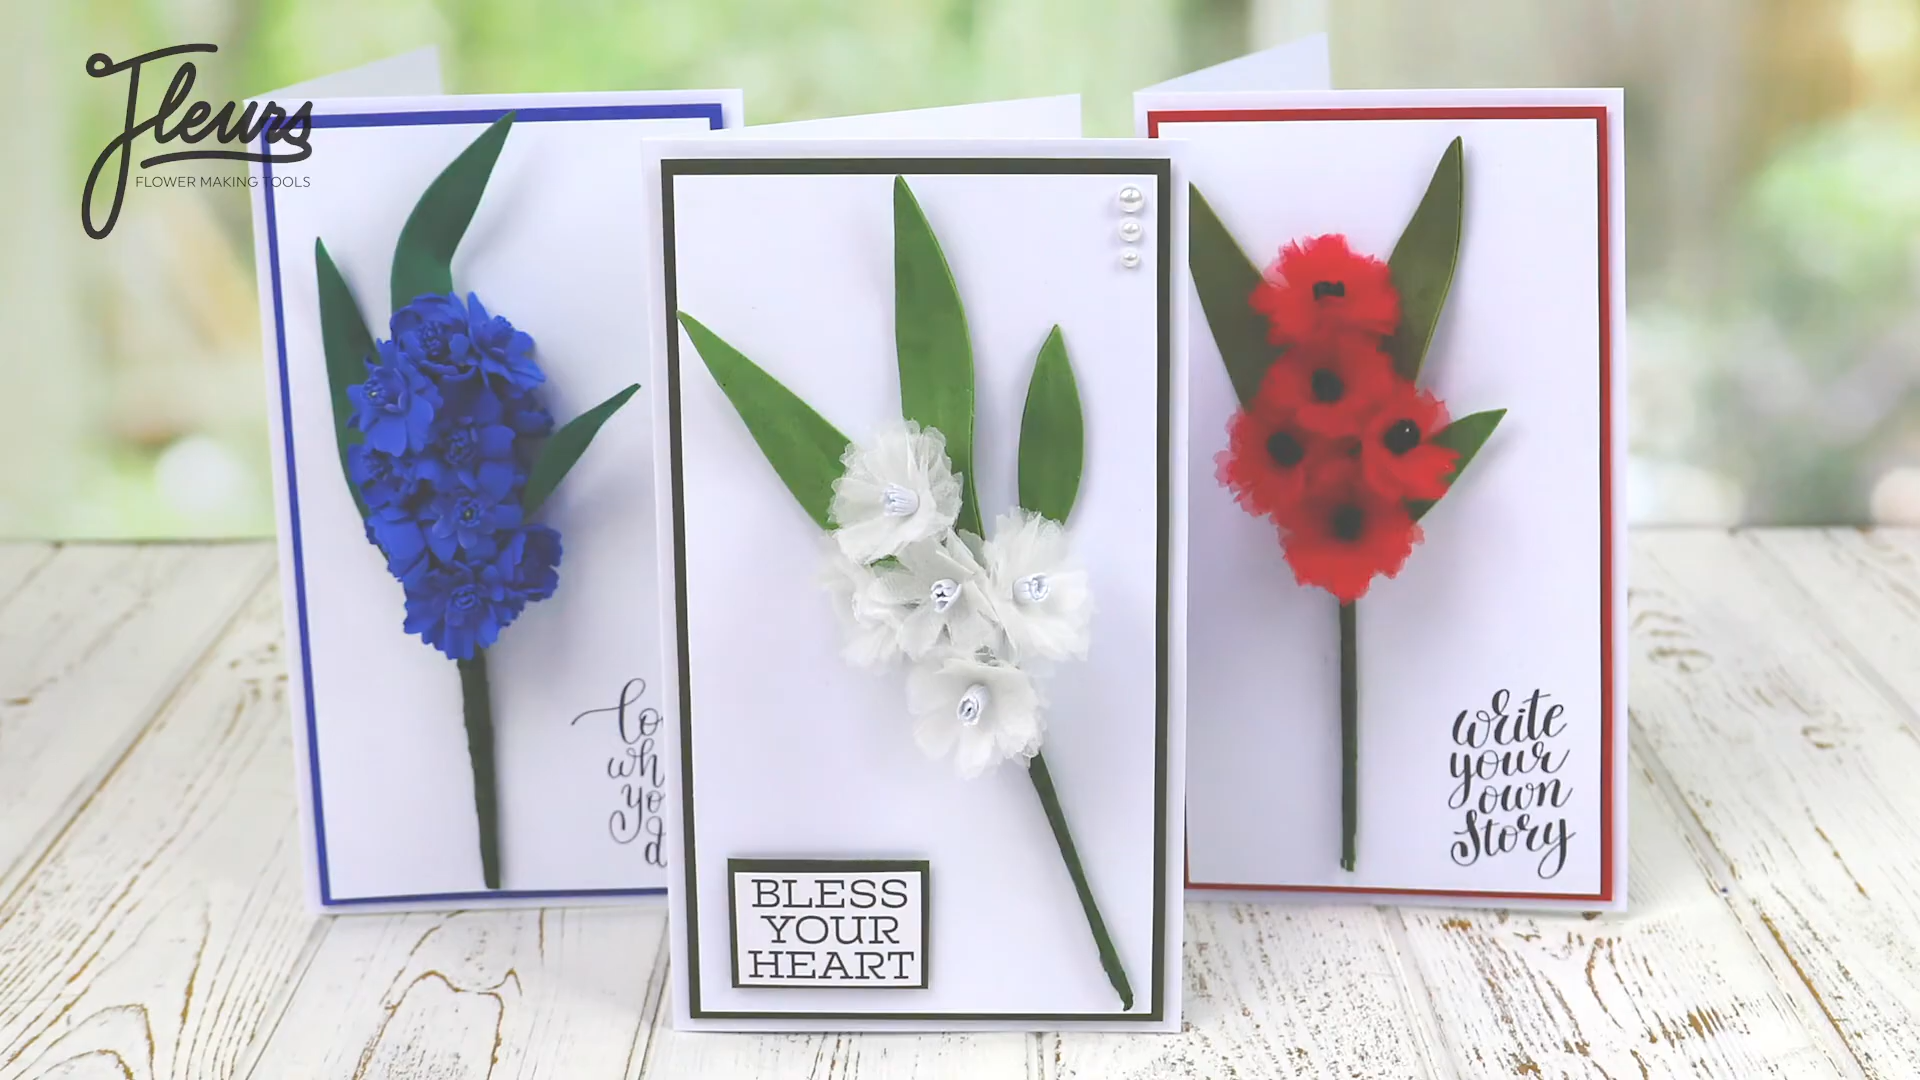 Fleurs
FLOWER MAKING TOOLS
BLESS
YOUR
HEART
write
your
own
story